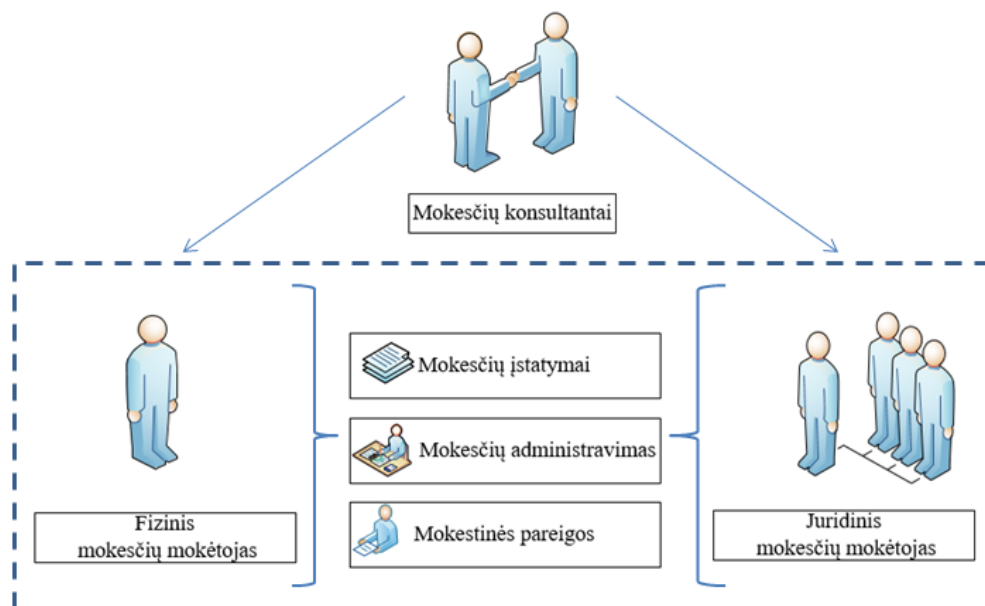 Mokesčių konsultantai
Mokesčių įstatymai
Mokesčių administravimas
Mokestinės pareigos
Fizinis
mokesčių mokėtojas
Juridinis
mokesčių mokėtojas